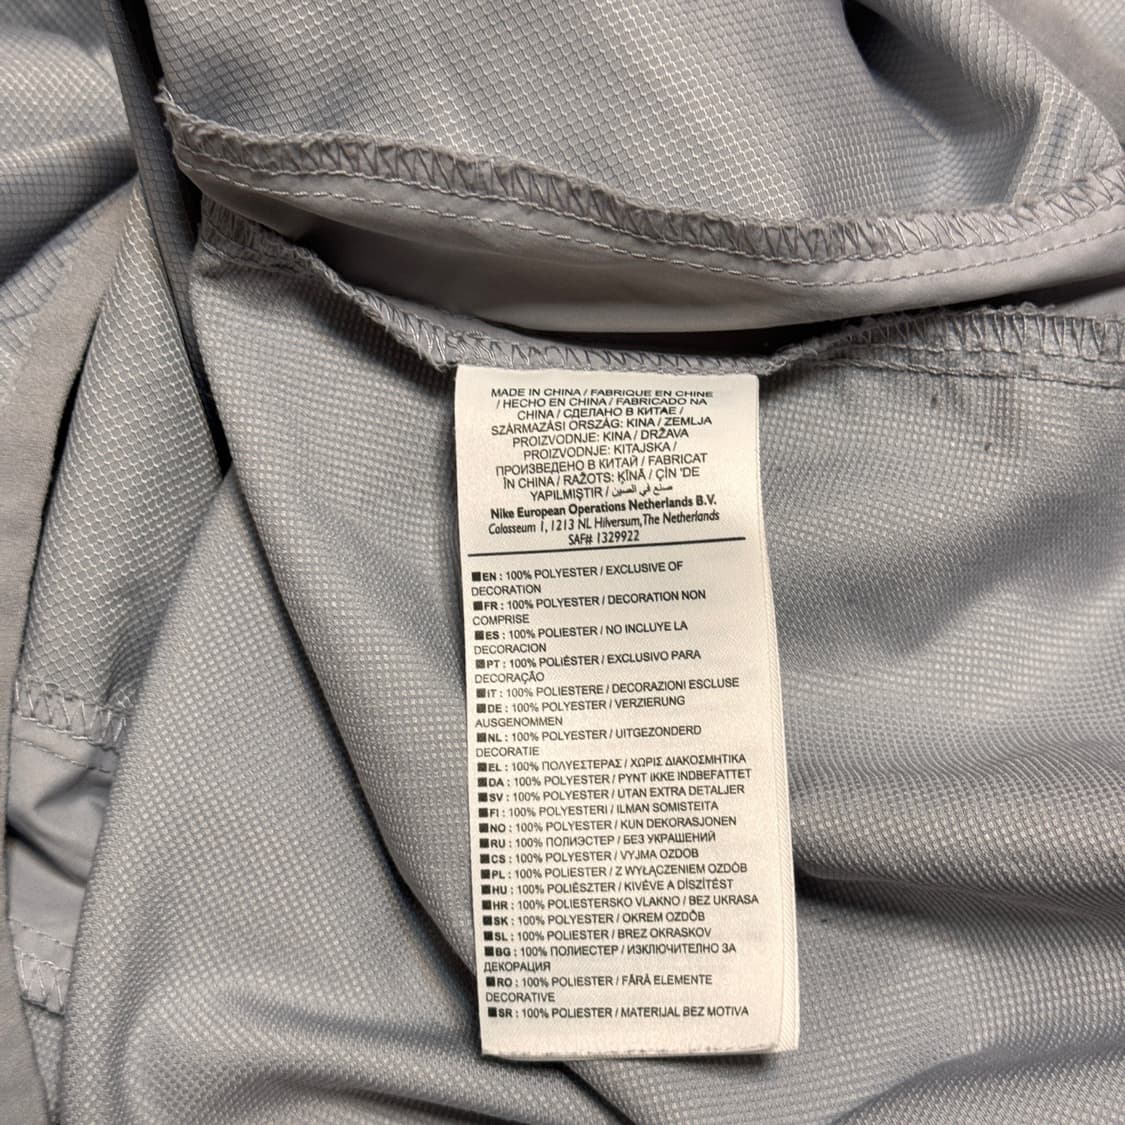 MADE IN CHINA / FABRIQUE EN CHINE
/ HECHO EN CHINA / FABRICADO NA
CHINA / СДЕЛАНО В КИТАЕ /
SZÁRMAZÁSI ORSZÁG: KINA / ZEMLJA
PROIZVODNJE: KINA / DRŽAVA
PROIZVODNJE: KITAJSKA /
ПРОИЗВЕДЕНО В КИТАЙ / FABRICAT
ÎN CHINA / RAŽOTS: ĶĪNĀ / ÇİN 'DE
YAPILMIŞTIR / صنع في الصين
Nike European Operations Netherlands B.V.
Colosseum 1, 1213 NL Hilversum, The Netherlands
SAF# 1329922
■EN : 100% POLYESTER / EXCLUSIVE OF
DECORATION
■FR : 100% POLYESTER / DECORATION NON
COMPRISE
■ES : 100% POLIESTER / NO INCLUYE LA
DECORACION
■PT : 100% POLIÉSTER / EXCLUSIVO PARA
DECORAÇÃO
■IT : 100% POLIESTERE / DECORAZIONI ESCLUSE
■DE : 100% POLYESTER / VERZIERUNG
AUSGENOMMEN
■NL : 100% POLYESTER / UITGEZONDERD
DECORATIE
■EL : 100% ΠΟΛΥΕΣΤΕΡΑΣ / ΧΩΡΙΣ ΔΙΑΚΟΣΜΗΤΙΚΑ
■DA : 100% POLYESTER / PYNT IKKE INDBEFATTET
■SV : 100% POLYESTER / UTAN EXTRA DETALJER
■FI : 100% POLYESTERI / ILMAN SOMISTEITA
■NO : 100% POLYESTER / KUN DEKORASJONEN
■RU : 100% ПОЛИЭСТЕР / БЕЗ УКРАШЕНИЙ
■CS : 100% POLYESTER / VYJMA OZDOB
■PL : 100% POLYESTER / Z WYŁĄCZENIEM OZDÓB
■HU : 100% POLIÉSZTER / KIVÉVE A DÍSZÍTÉST
■HR : 100% POLIESTERSKO VLAKNO / BEZ UKRASA
■SK : 100% POLYESTER / OKREM OZDÔB
■SL : 100% POLIESTER / BREZ OKRASKOV
■BG : 100% ПОЛИЕСТЕР / ИЗКЛЮЧИТЕЛНО ЗА
ДЕКОРАЦИЯ
■RO : 100% POLIESTER / FĂRĂ ELEMENTE
DECORATIVE
■SR : 100% POLIESTER / MATERIJAL BEZ MOTIVA